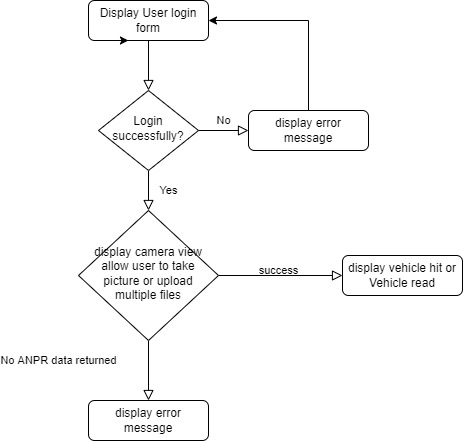 Display User login
form
Login
successfully?
No
display error
message
Yes
display camera view
allow user to take
picture or upload
multiple files
success
display vehicle hit or
Vehicle read
No ANPR data returned
display error
message